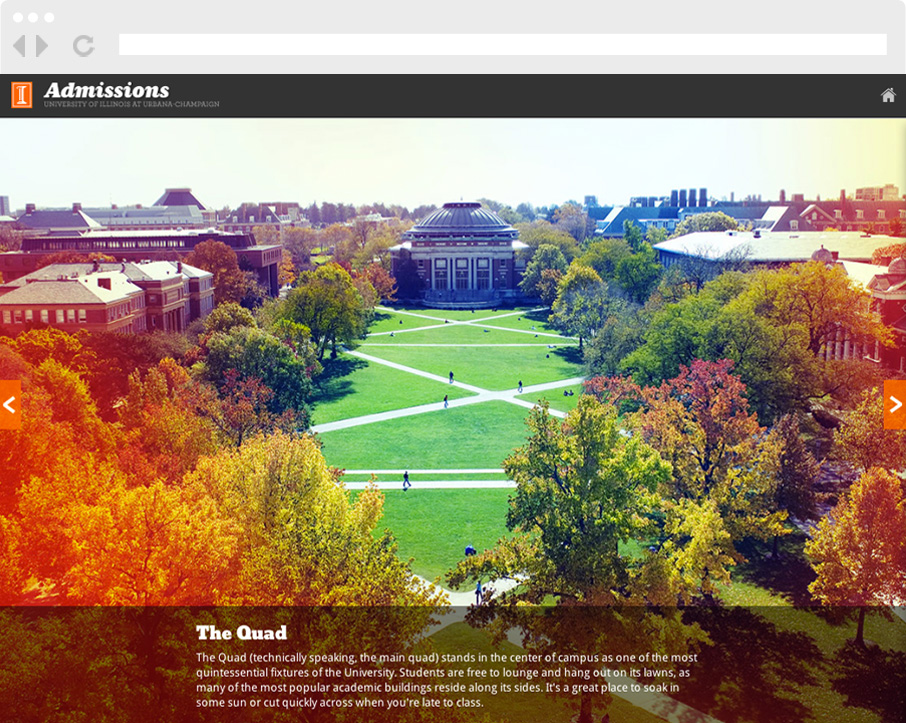 I
Admissions
UNIVERSITY OF ILLINOIS AT URBANA-CHAMPAIGN
The Quad
The Quad (technically speaking, the main quad) stands in the center of campus as one of the most
quintessential fixtures of the University. Students are free to lounge and hang out on its lawns, as
many of the most popular academic buildings reside along its sides. It's a great place to soak in
some sun or cut quickly across when you're late to class.